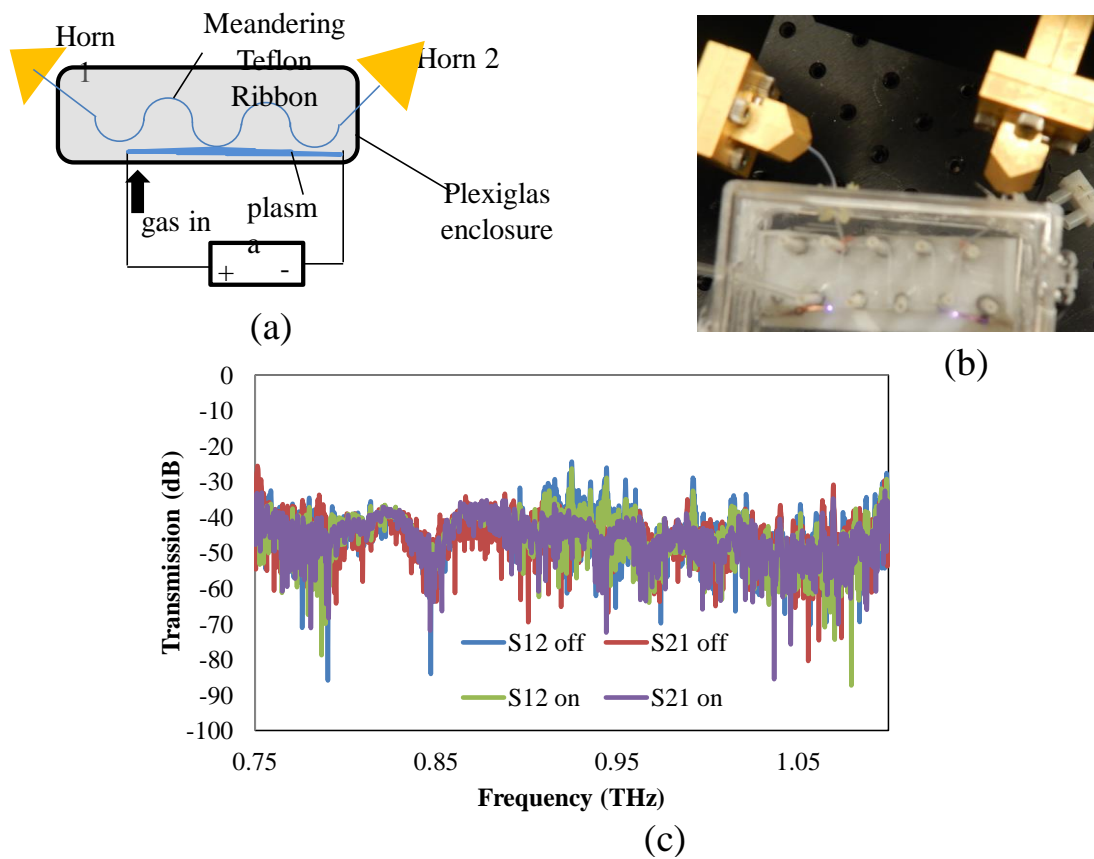 Horn
1
Meandering
Teflon
Ribbon
Horn 2
gas in
plasm
a
Plexiglas
enclosure
+ -
(a)
(b)
0
-10
-20
-30
-40
-50
-60
-70
-80
-90
-100
Transmission (dB)
S12 off S21 off
S12 on S21 on
0.75 0.85 0.95 1.05
Frequency (THz)
(c)